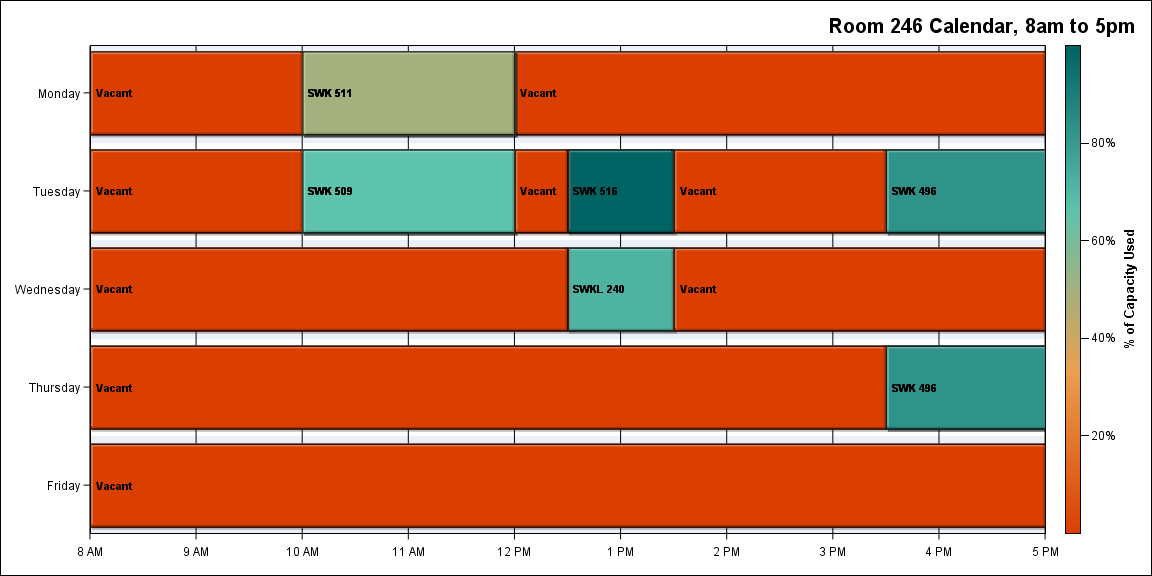 Room 246 Calendar, 8am to 5pm
Monday
Vacant
SWK 511
Vacant
Tuesday
Vacant
SWK 509
Vacant
SWK 516
Vacant
SWK 496
Wednesday
Vacant
SWKL 240
Vacant
Thursday
Vacant
SWK 496
Friday
Vacant
8 AM 9 AM 10 AM 11 AM 12 PM 1 PM 2 PM 3 PM 4 PM 5 PM
80%
60%
40%
20%
% of Capacity Used